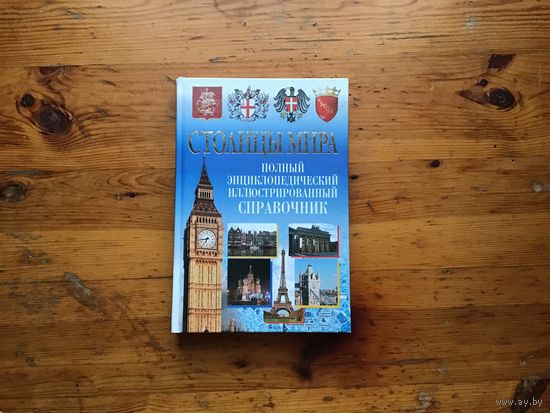 СТОЛИЦЫ МИРА
ПОЛНЫЙ
ЭНЦИКЛОПЕДИЧЕСКИЙ
ИЛЛЮСТРИРОВАННЫЙ
СПРАВОЧНИК
www.ay.by